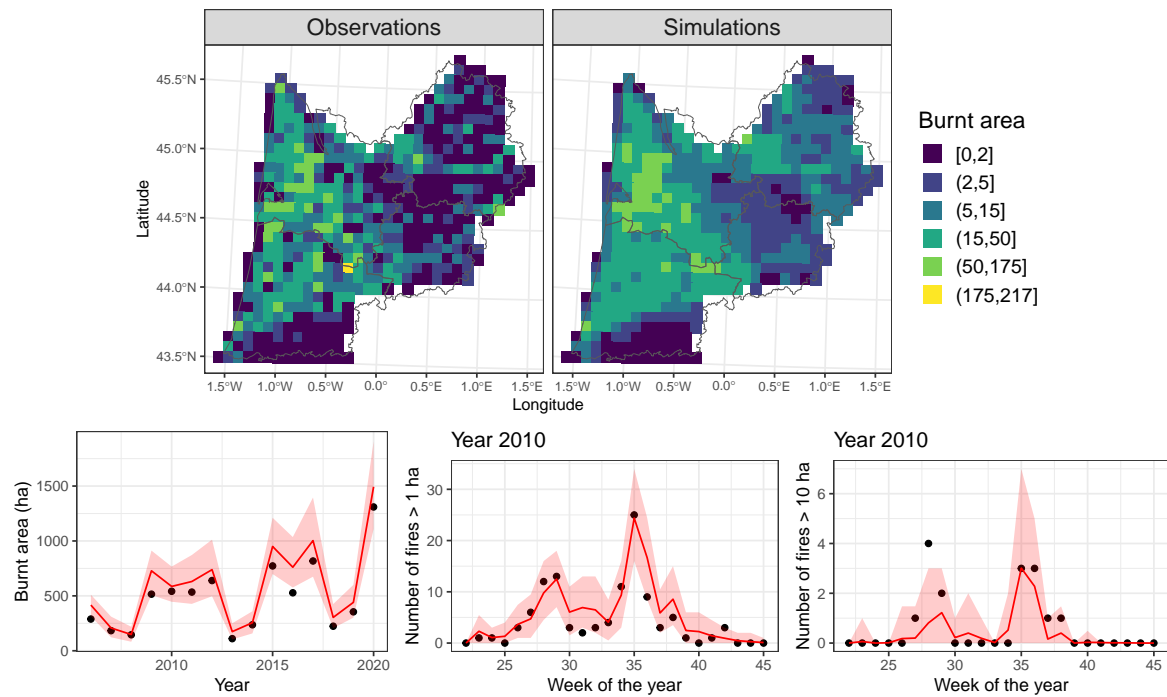 Observations
Simulations
45.5°N
45.0°N
44.5°N
44.0°N
43.5°N
Latitude
1.5°W 1.0°W 0.5°W 0.0° 0.5°E 1.0°E 1.5°E
1.5°W 1.0°W 0.5°W 0.0° 0.5°E 1.0°E 1.5°E
Longitude
Burnt area
[0,2]
(2,5]
(5,15]
(15,50]
(50,175]
(175,217]
Burnt area (ha)
1500
1000
500
0
2010 2015 2020
Year
Year 2010
Number of fires > 1 ha
30
20
10
0
25 30 35 40 45
Week of the year
Year 2010
Number of fires > 10 ha
6
4
2
0
25 30 35 40 45
Week of the year